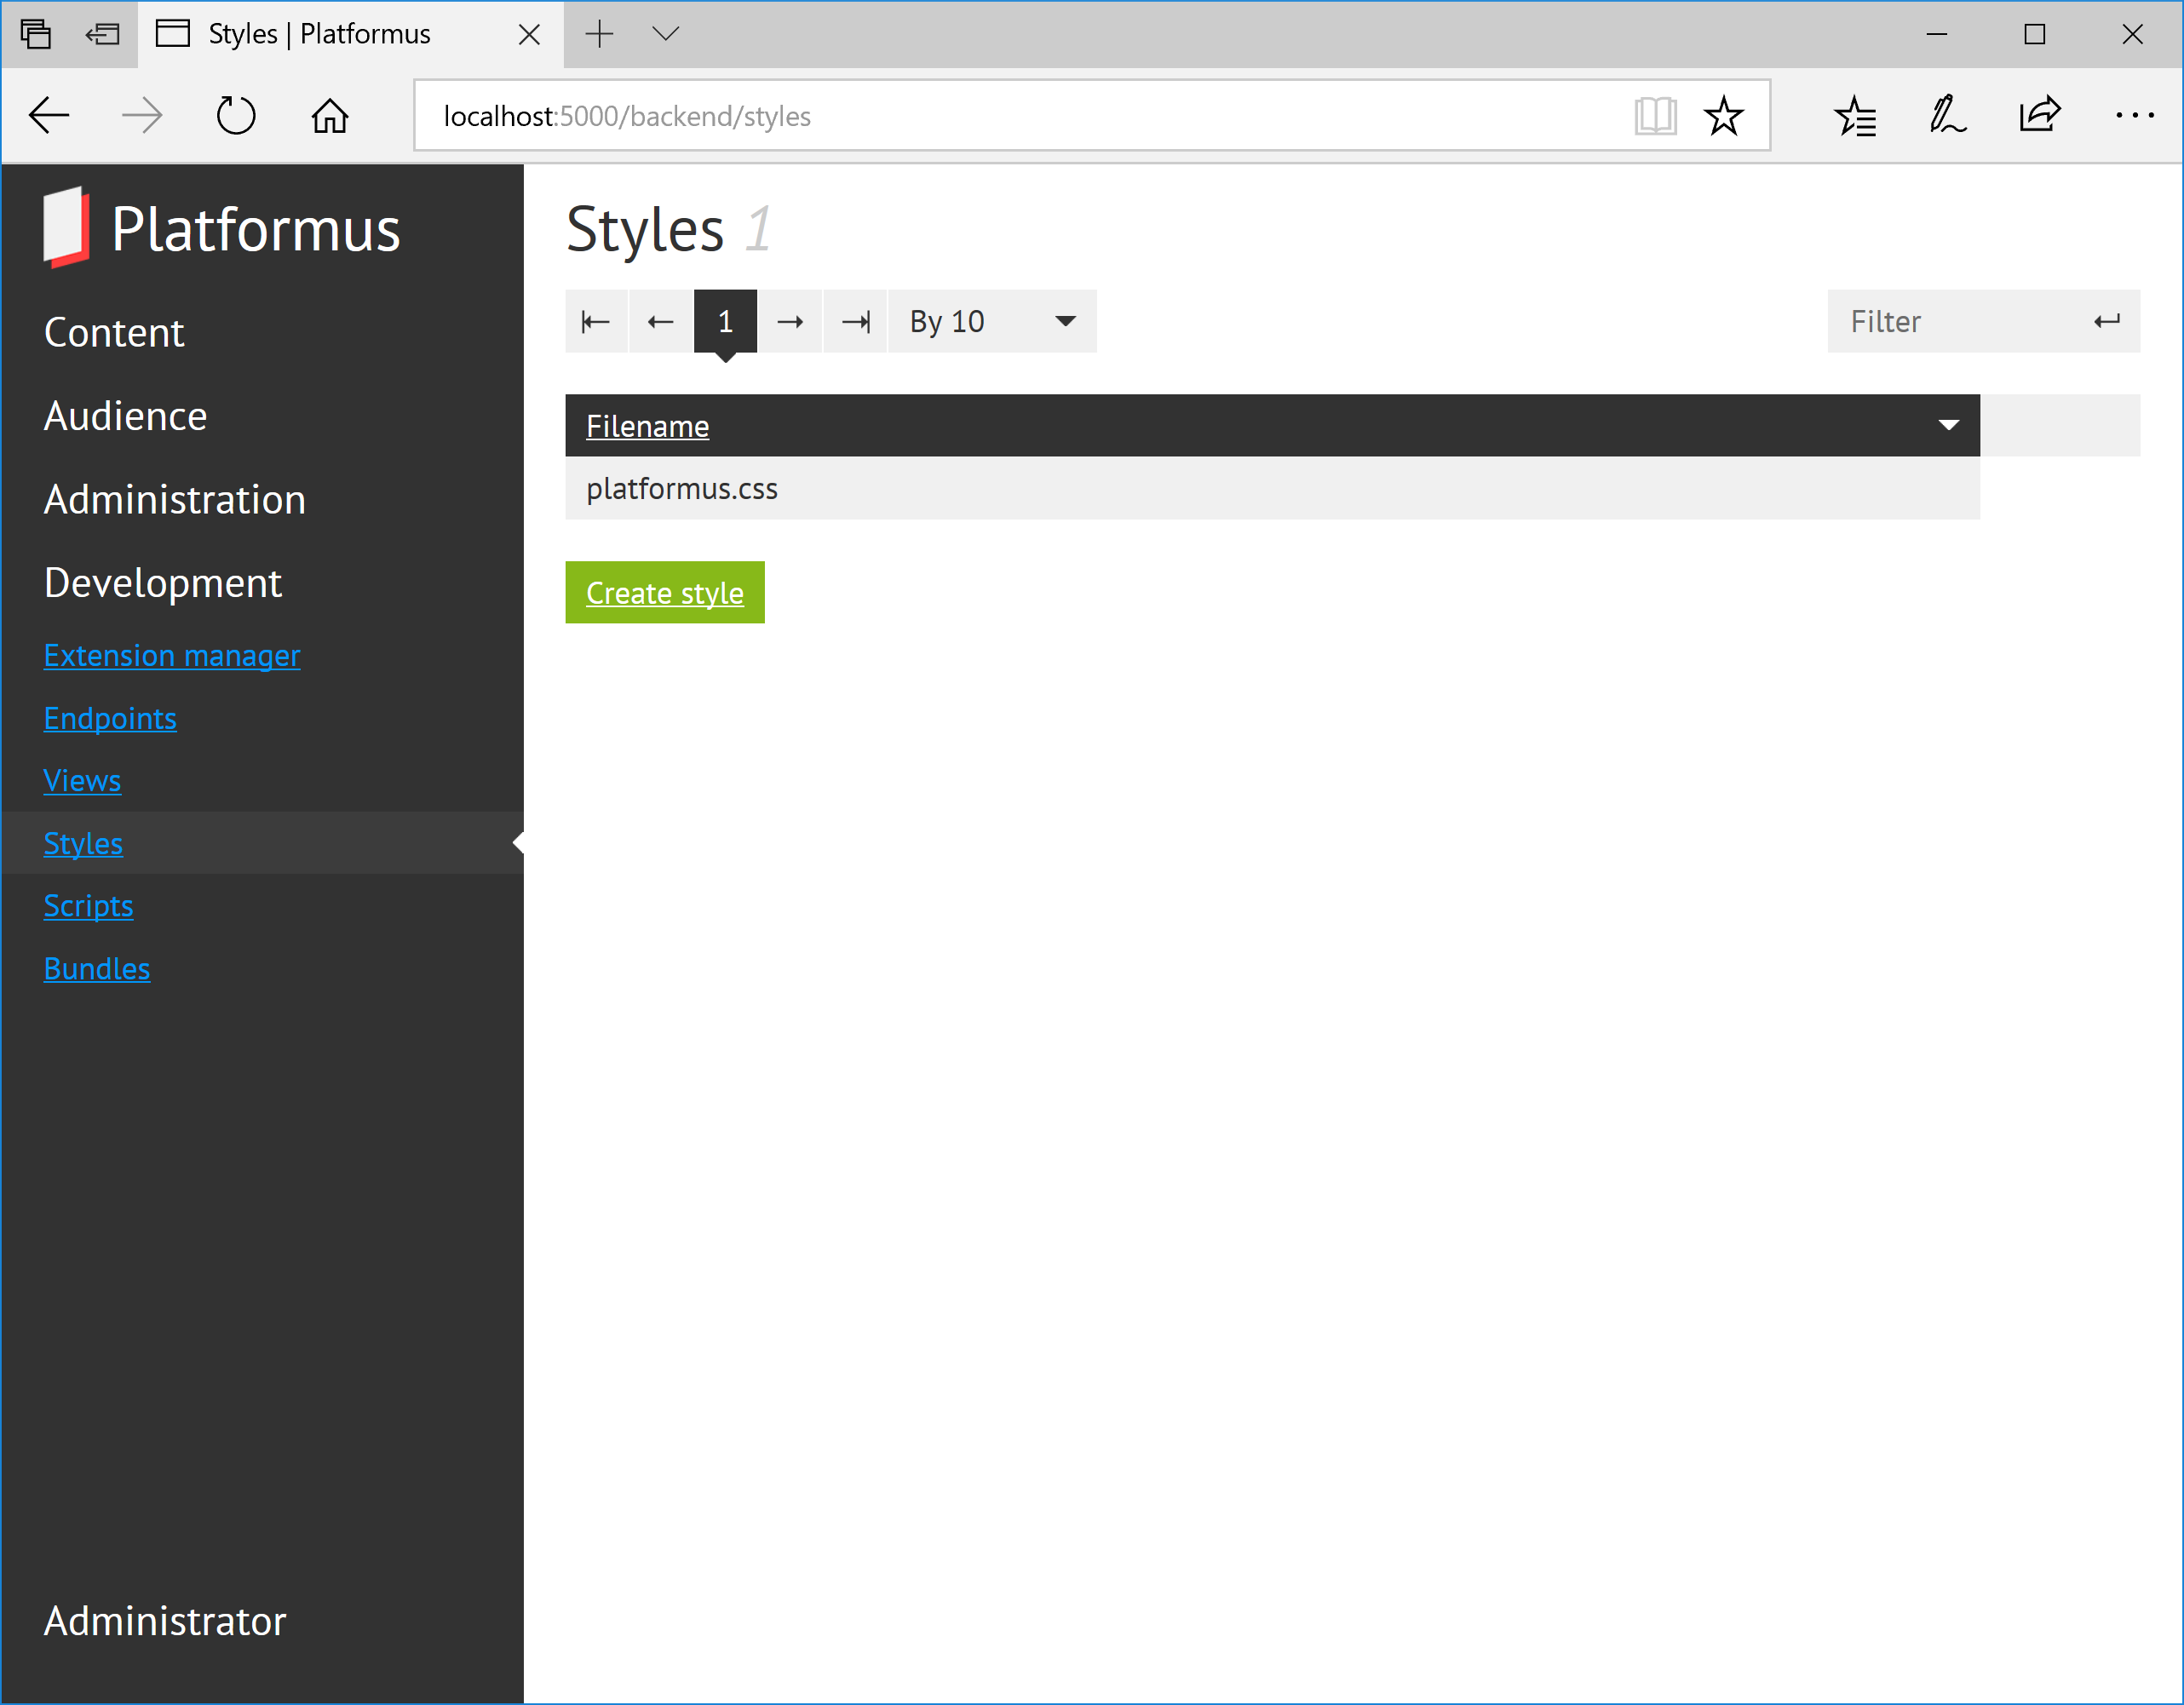 Styles | Platformus
localhost:5000/backend/styles
Platformus
Content
Audience
Administration
Development
Extension manager
Endpoints
Views
Styles
Scripts
Bundles
Administrator
Styles 1
1
By 10
Filter
Filename
platformus.css
Create style